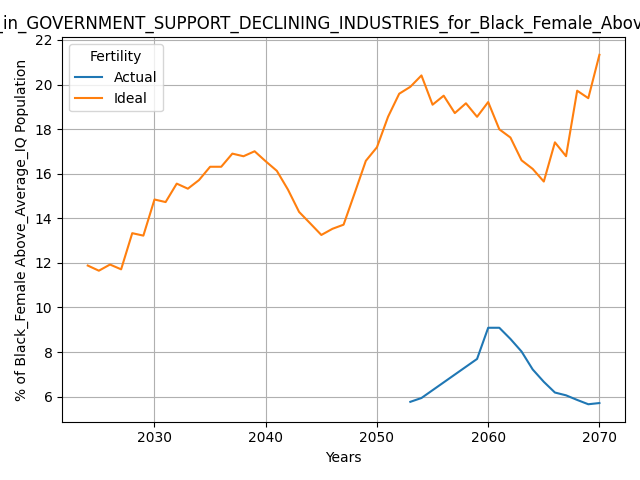 _in_GOVERNMENT_SUPPORT_DECLINING_INDUSTRIES_for_Black_Female_Abov
Fertility
Actual
Ideal
% of Black_Female Above_Average_IQ Population
22
20
18
16
14
12
10
8
6
2030 2040 2050 2060 2070
Years